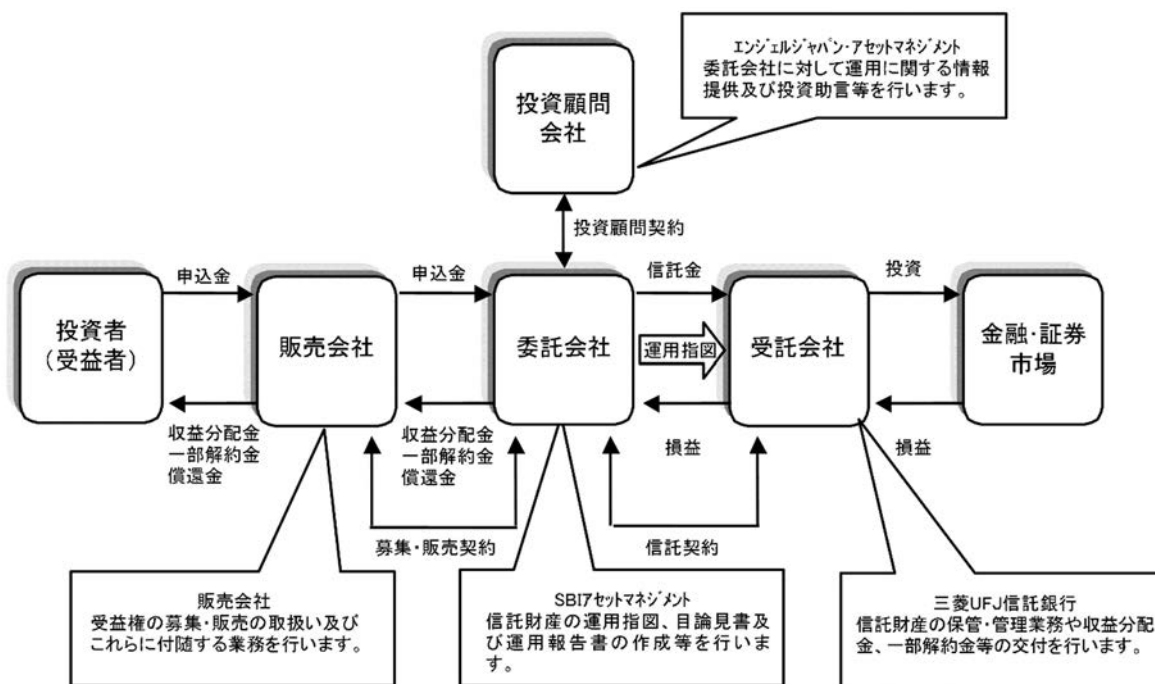 エンジェルジャパン・アセットマネジメント
委託会社に対して運用に関する情報
提供及び投資助言等を行います。
投資顧問
会社
投資顧問契約
申込金
申込金
信託金
投資
投資者
（受益者）
販売会社
委託会社
運用指図
受託会社
金融・証券
市場
収益分配金
一部解約金
償還金
収益分配金
一部解約金
償還金
損益
損益
募集・販売契約
信託契約
販売会社
受益権の募集・販売の取扱い及び
これらに付随する業務を行います。
SBIアセットマネジメント
信託財産の運用指図、目論見書及
び運用報告書の作成等を行いま
す。
三菱UFJ信託銀行
信託財産の保管・管理業務や収益分配
金、一部解約金等の交付を行います。